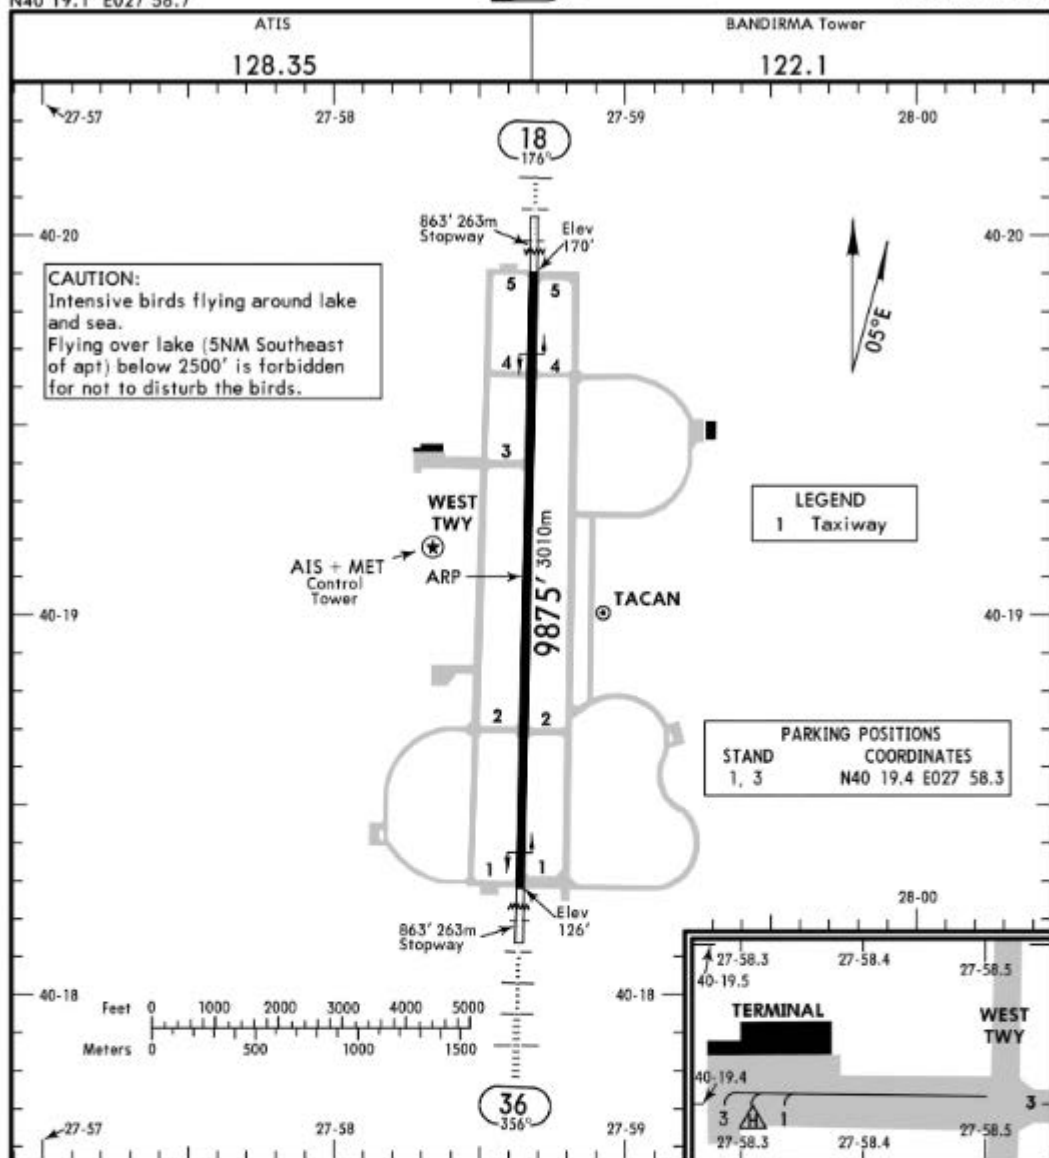 N40 19.1 E027 58.7
ATIS
128.35
BANDIRMA Tower
122.1
27-57
27-58
27-59
28-00
18
176°
863' 263m
Stopway
Elev
170'
40-20
40-20
CAUTION:
Intensive birds flying around lake
and sea.
Flying over lake (5NM Southeast
of apt) below 2500' is forbidden
for not to disturb the birds.
05°E
5
5
4
4
3
WEST
TWY
LEGEND
1 Taxiway
AIS + MET
Control
Tower
ARP
9875' 3010m
TACAN
40-19
40-19
2
2
PARKING POSITIONS
STAND COORDINATES
1, 3 N40 19.4 E027 58.3
1
1
28-00
863' 263m
Stopway
Elev
126'
40-18
40-18
Feet 0 1000 2000 3000 4000 5000
Meters 0 500 1000 1500
36
356°
27-57
27-58
27-59
27-58.3
27-58.4
27-58.5
40-19.5
TERMINAL
WEST
TWY
40-19.4
3
H
1
3
27-58.3
27-58.4
27-58.5